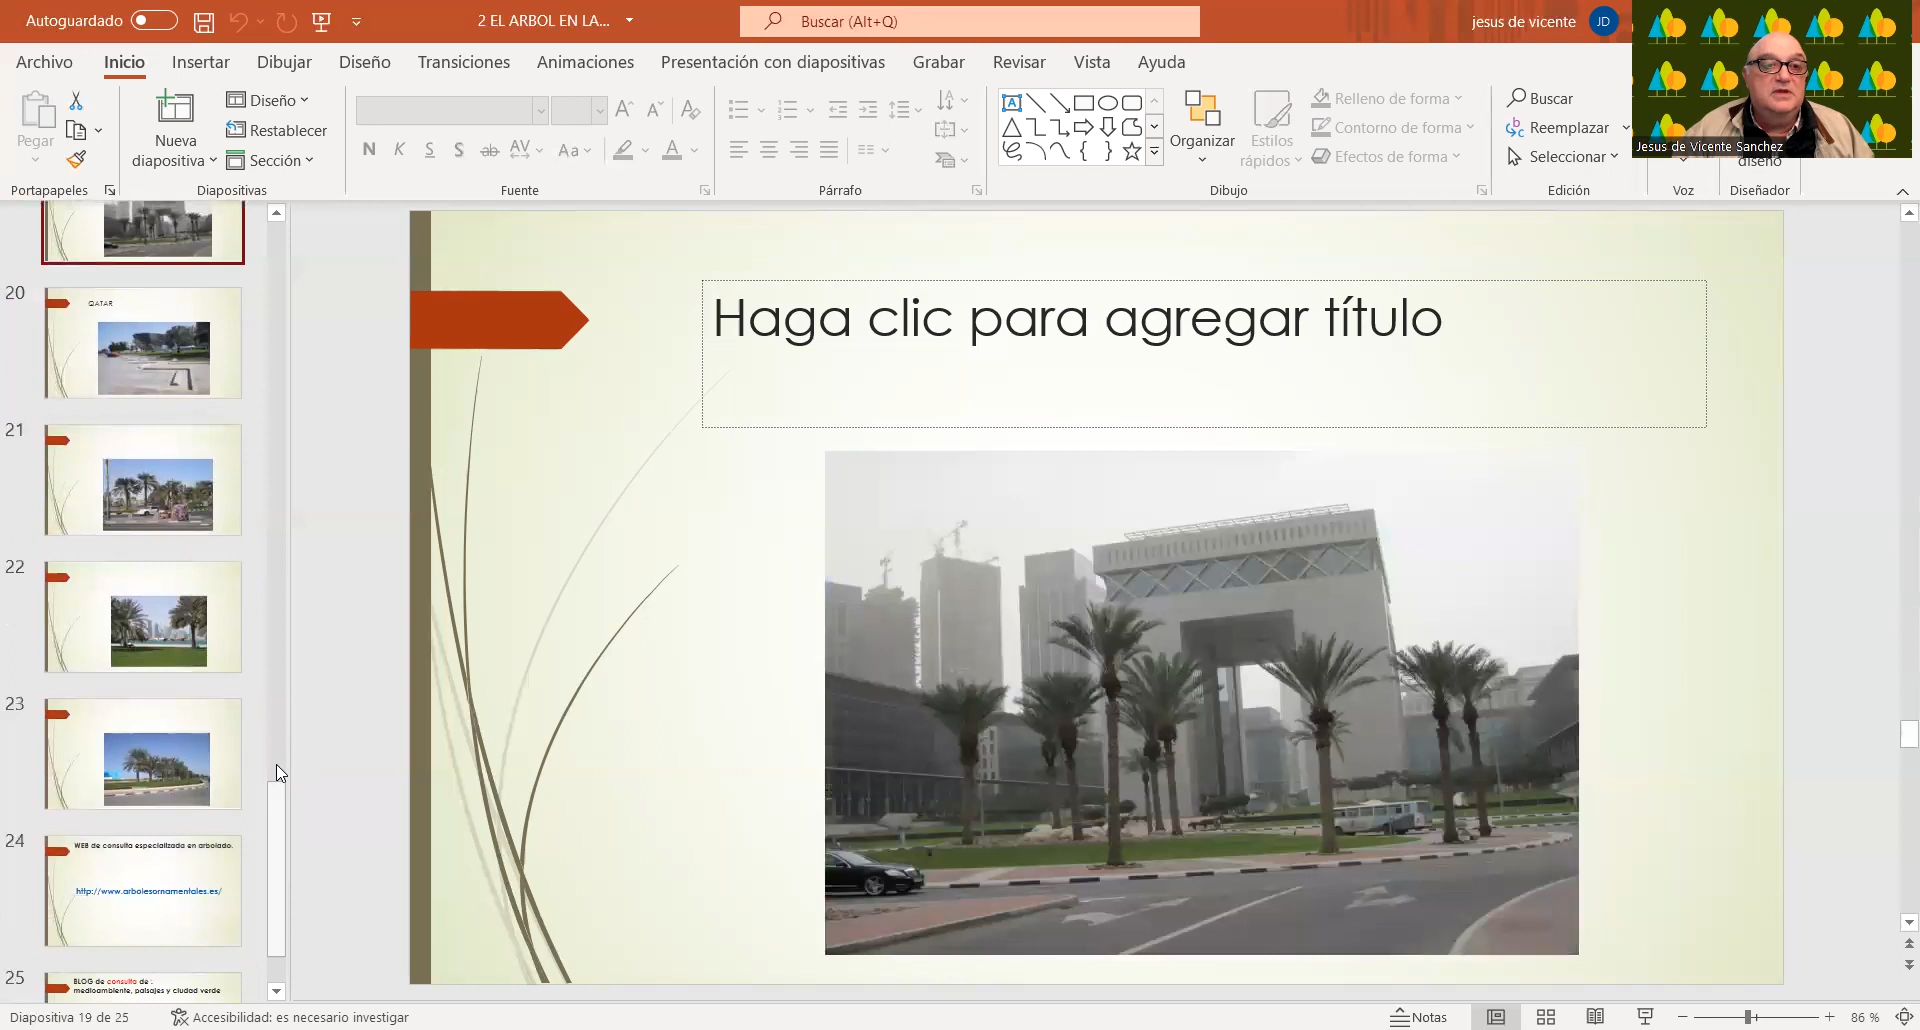 Autoguardado
2 EL ARBOL EN LA...
Buscar (Alt+Q)
jesus de vicente
JD
Archivo
Inicio
Insertar
Dibujar
Diseño
Transiciones
Animaciones
Presentación con diapositivas
Grabar
Revisar
Vista
Ayuda
Pegar
Portapapeles
Nueva
diapositiva
Diseño
Restablecer
Sección
Diapositivas
N K S S ab AV Aa A
Fuente
Párrafo
Organizar
Estilos
rápidos
Relleno de forma
Contorno de forma
Efectos de forma
Dibujo
Buscar
Reemplazar
Seleccionar
Edición
Voz
diseño
Diseñador
Jesus de Vicente Sanchez
20
QATAR
21
22
23
24
WEB de consulta especializada en arbolado.
http://www.arbolesornamentales.es/
25
BLOG de consulta de :
medioambiente, paisajes y ciudad verde
Haga clic para agregar título
Diapositiva 19 de 25
Accesibilidad: es necesario investigar
Notas
86 %